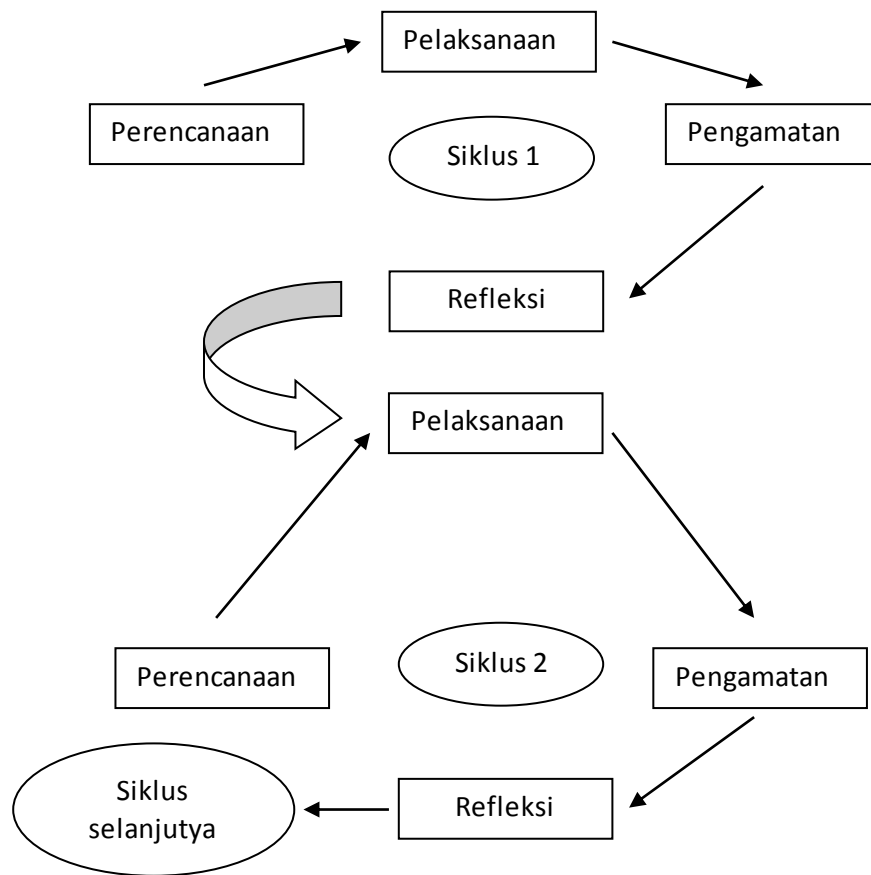 Pelaksanaan
Perencanaan
Pengamatan
Siklus 1
Refleksi
Pelaksanaan
Siklus 2
Perencanaan
Pengamatan
Siklus
selanjutya
Refleksi